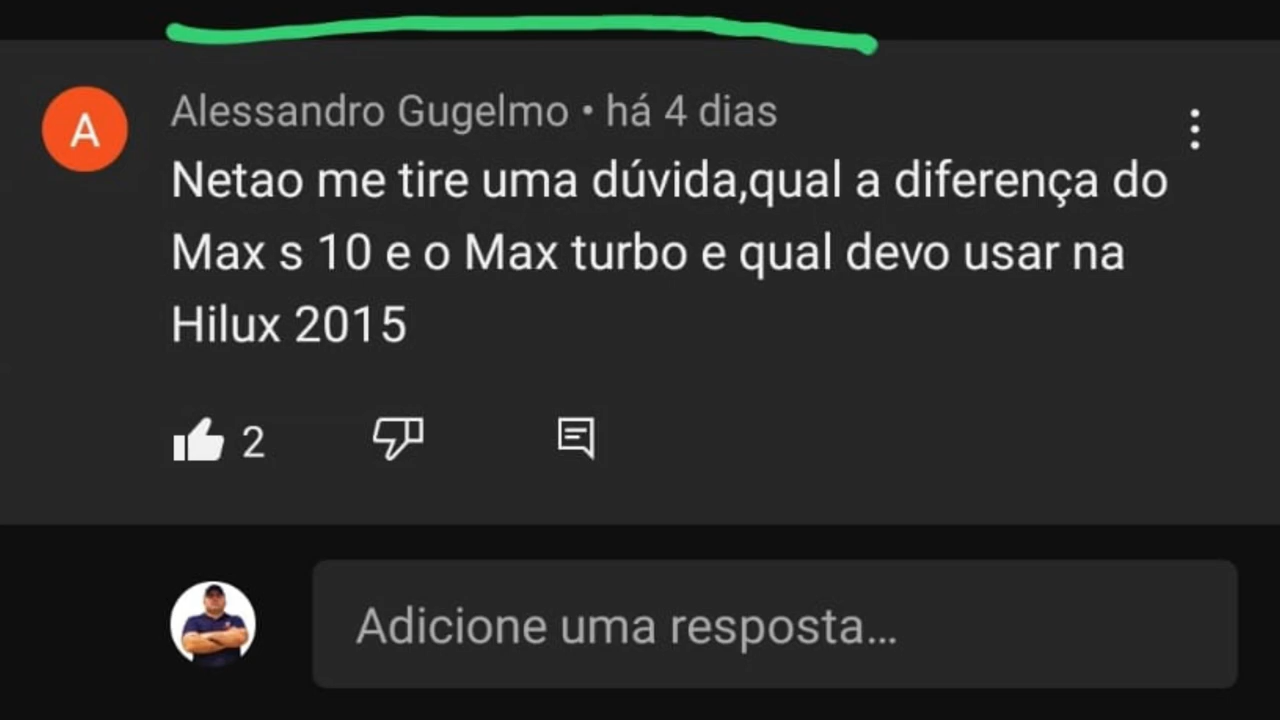 A
Alessandro Gugelmo • há 4 dias
Netao me tire uma dúvida,qual a diferença do
Max s 10 e o Max turbo e qual devo usar na
Hilux 2015
2
Adicione uma resposta...